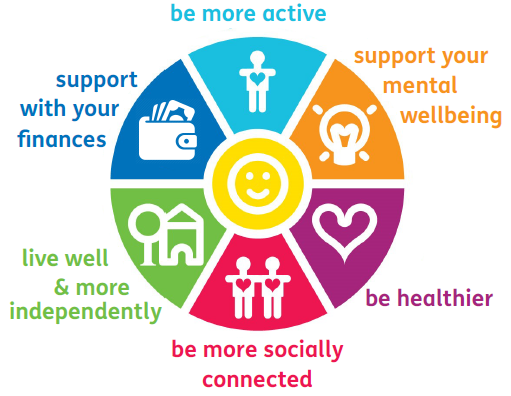 be more active
support your
mental
wellbeing
be healthier
be more socially
connected
live well
& more
independently
support
with your
finances